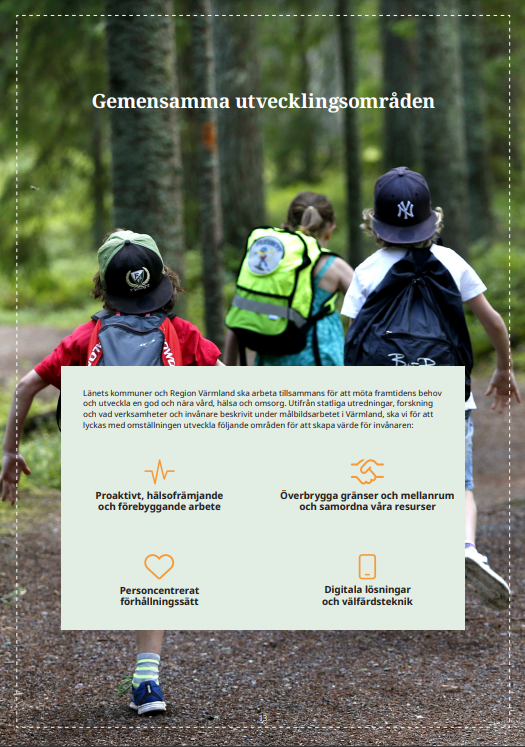 Gemensamma utvecklingsområden
Länets kommuner och Region Värmland ska arbeta tillsammans för att möta framtidens behov
och utveckla en god och nära vård, hälsa och omsorg. Utifrån statliga utredningar, forskning
och vad verksamheter och invånare beskrivit under målbildsarbetet i Värmland, ska vi för att
lyckas med omställningen utveckla följande områden för att skapa värde för invånaren:
Proaktivt, hälsofrämjande
och förebyggande arbete
Överbrygga gränser och mellanrum
och samordna våra resurser
Personcentrerat
förhållningssätt
Digitala lösningar
och välfärdsteknik
13